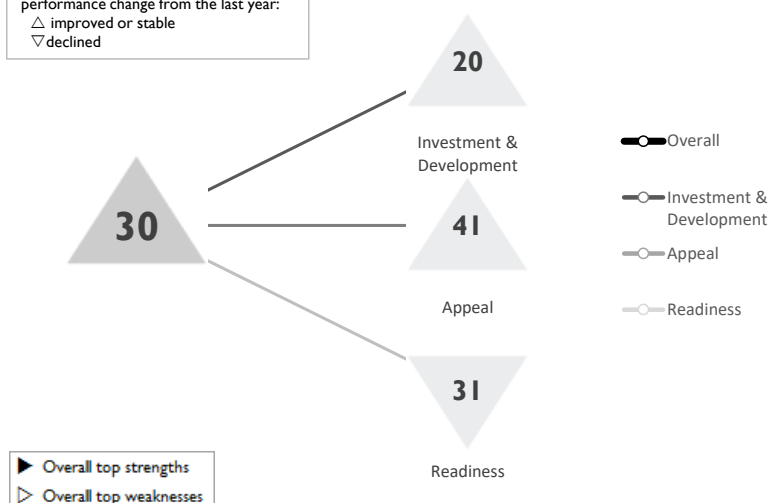 performance change from the last year:
△ improved or stable
▽ declined
20
Investment &
Development
30
41
Appeal
31
Readiness
Overall
Investment &
Development
Appeal
Readiness
▶ Overall top strengths
▷ Overall top weaknesses